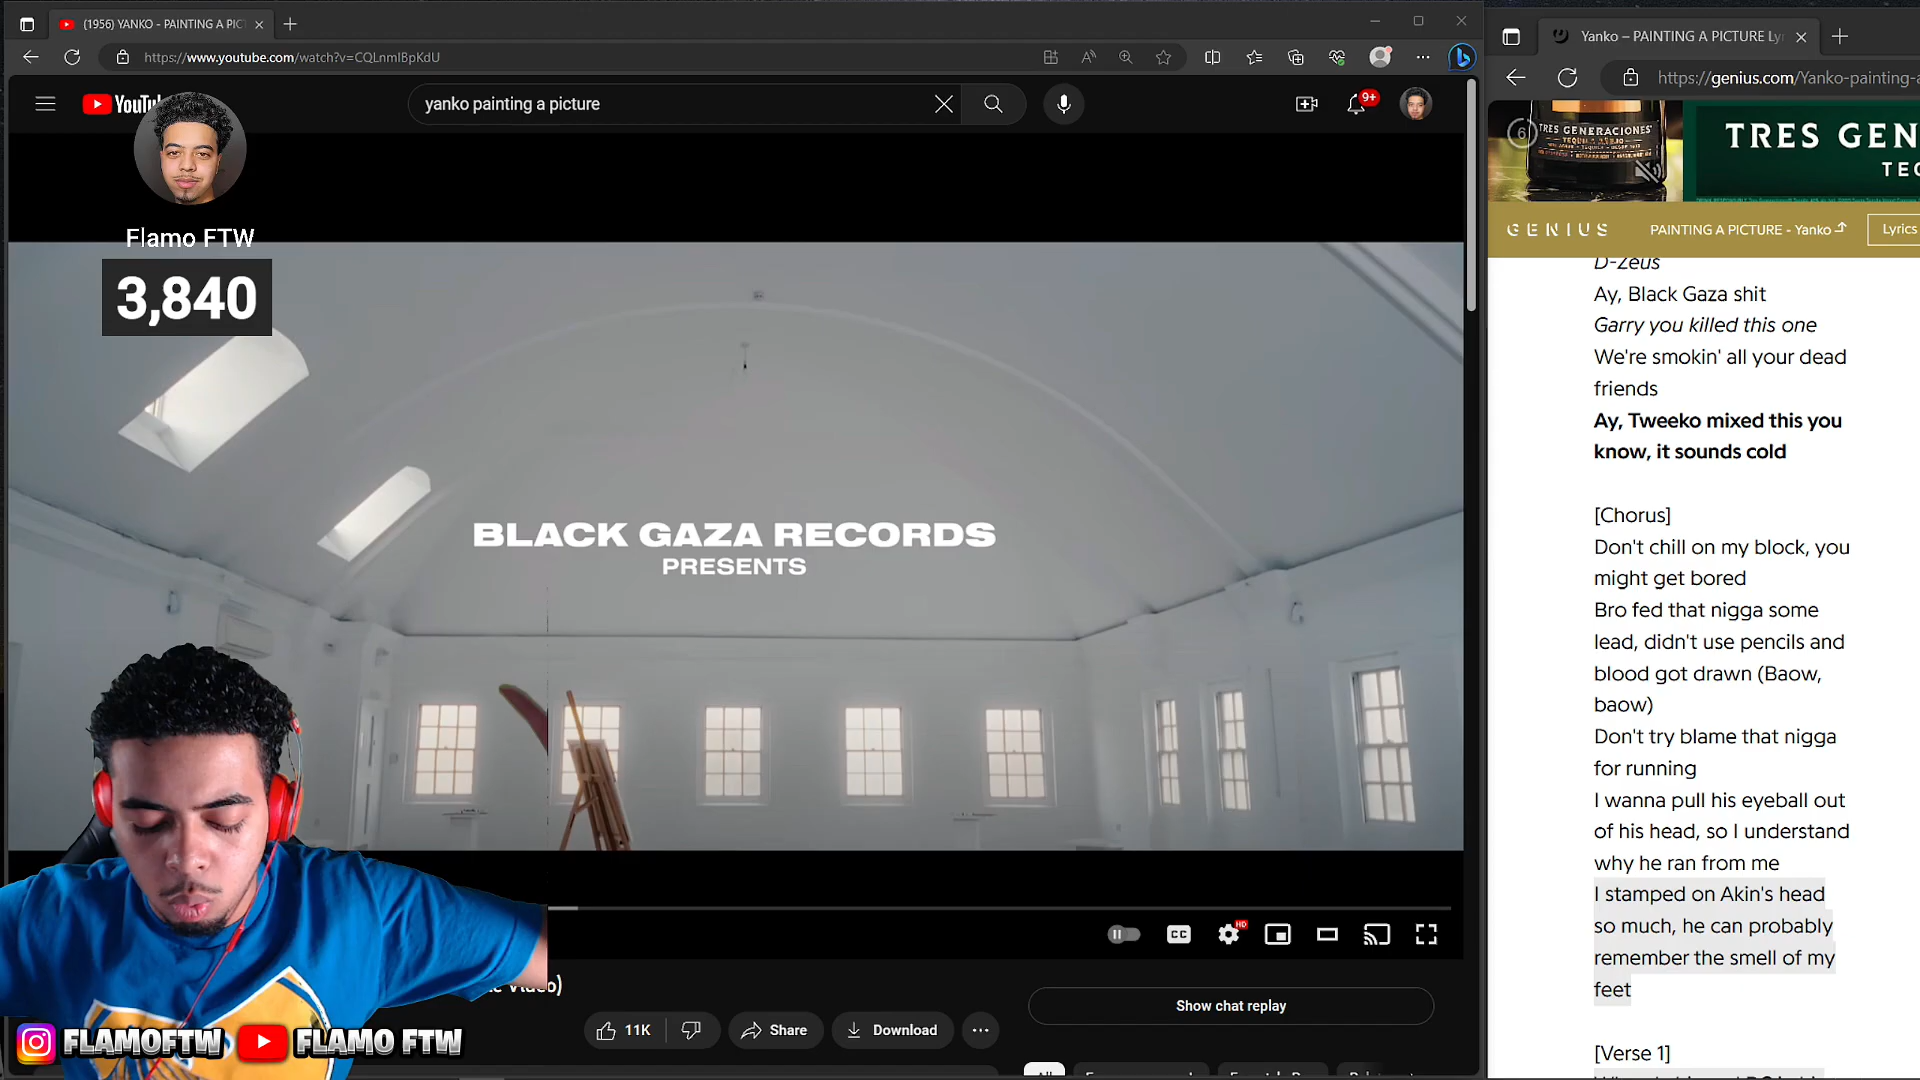 (1956) YANKO - PAINTING A PIC
https://www.youtube.com/watch?v=CQLnmlBpKdU
yanko painting a picture
9+
Flamo FTW
3,840
BLACK GAZA RECORDS
PRESENTS
CC
HD
11K
Share
Download
Show chat replay
FLAMOFTW
FLAMO FTW
Yanko – PAINTING A PICTURE Ly
https://genius.com/Yanko-painting-a
6
TRES GENERACIONES
TRES GEN
TEQ
GENIUS
PAINTING A PICTURE - Yanko
Lyrics
D-Zeus
Ay, Black Gaza shit
Garry you killed this one
We're smokin' all your dead
friends
Ay, Tweeko mixed this you
know, it sounds cold
[Chorus]
Don't chill on my block, you
might get bored
Bro fed that nigga some
lead, didn't use pencils and
blood got drawn (Baow,
baow)
Don't try blame that nigga
for running
I wanna pull his eyeball out
of his head, so I understand
why he ran from me
I stamped on Akin's head
so much, he can probably
remember the smell of my
feet
[Verse 1]